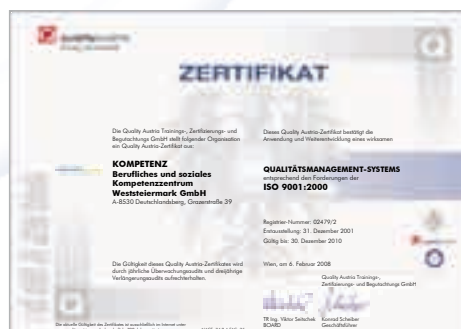 ZERTIFIKAT
Die Quality Austria Trainings-, Zertifizierungs- und
Begutachtungs GmbH stellt folgender Organisation
ein Quality Austria-Zertifikat aus:
KOMPETENZ
Berufliches und soziales
Kompetenzzentrum
Weststeiermark GmbH
A-8530 Deutschlandsberg, Grazerstraße 39
Die Gültigkeit dieses Quality Austria-Zertifikates wird
durch jährliche Überwachungsaudits und dreijährige
Verlängerungsaudits aufrechterhalten.
Dieses Quality Austria-Zertifikat bestätigt die
Anwendung und Weiterentwicklung eines wirksamen
QUALITÄTSMANAGEMENT-SYSTEMS
entsprechend den Forderungen der
ISO 9001:2000
Registrier-Nummer: 02479/2
Erstausstellung: 31. Dezember 2001
Gültig bis: 30. Dezember 2010
Wien, am 6. Februar 2008
Quality Austria Trainings-,
Zertifizierungs- und Begutachtungs GmbH
TR Ing. Viktor Seitschek
BOARD
Konrad Scheiber
Geschäftsführer